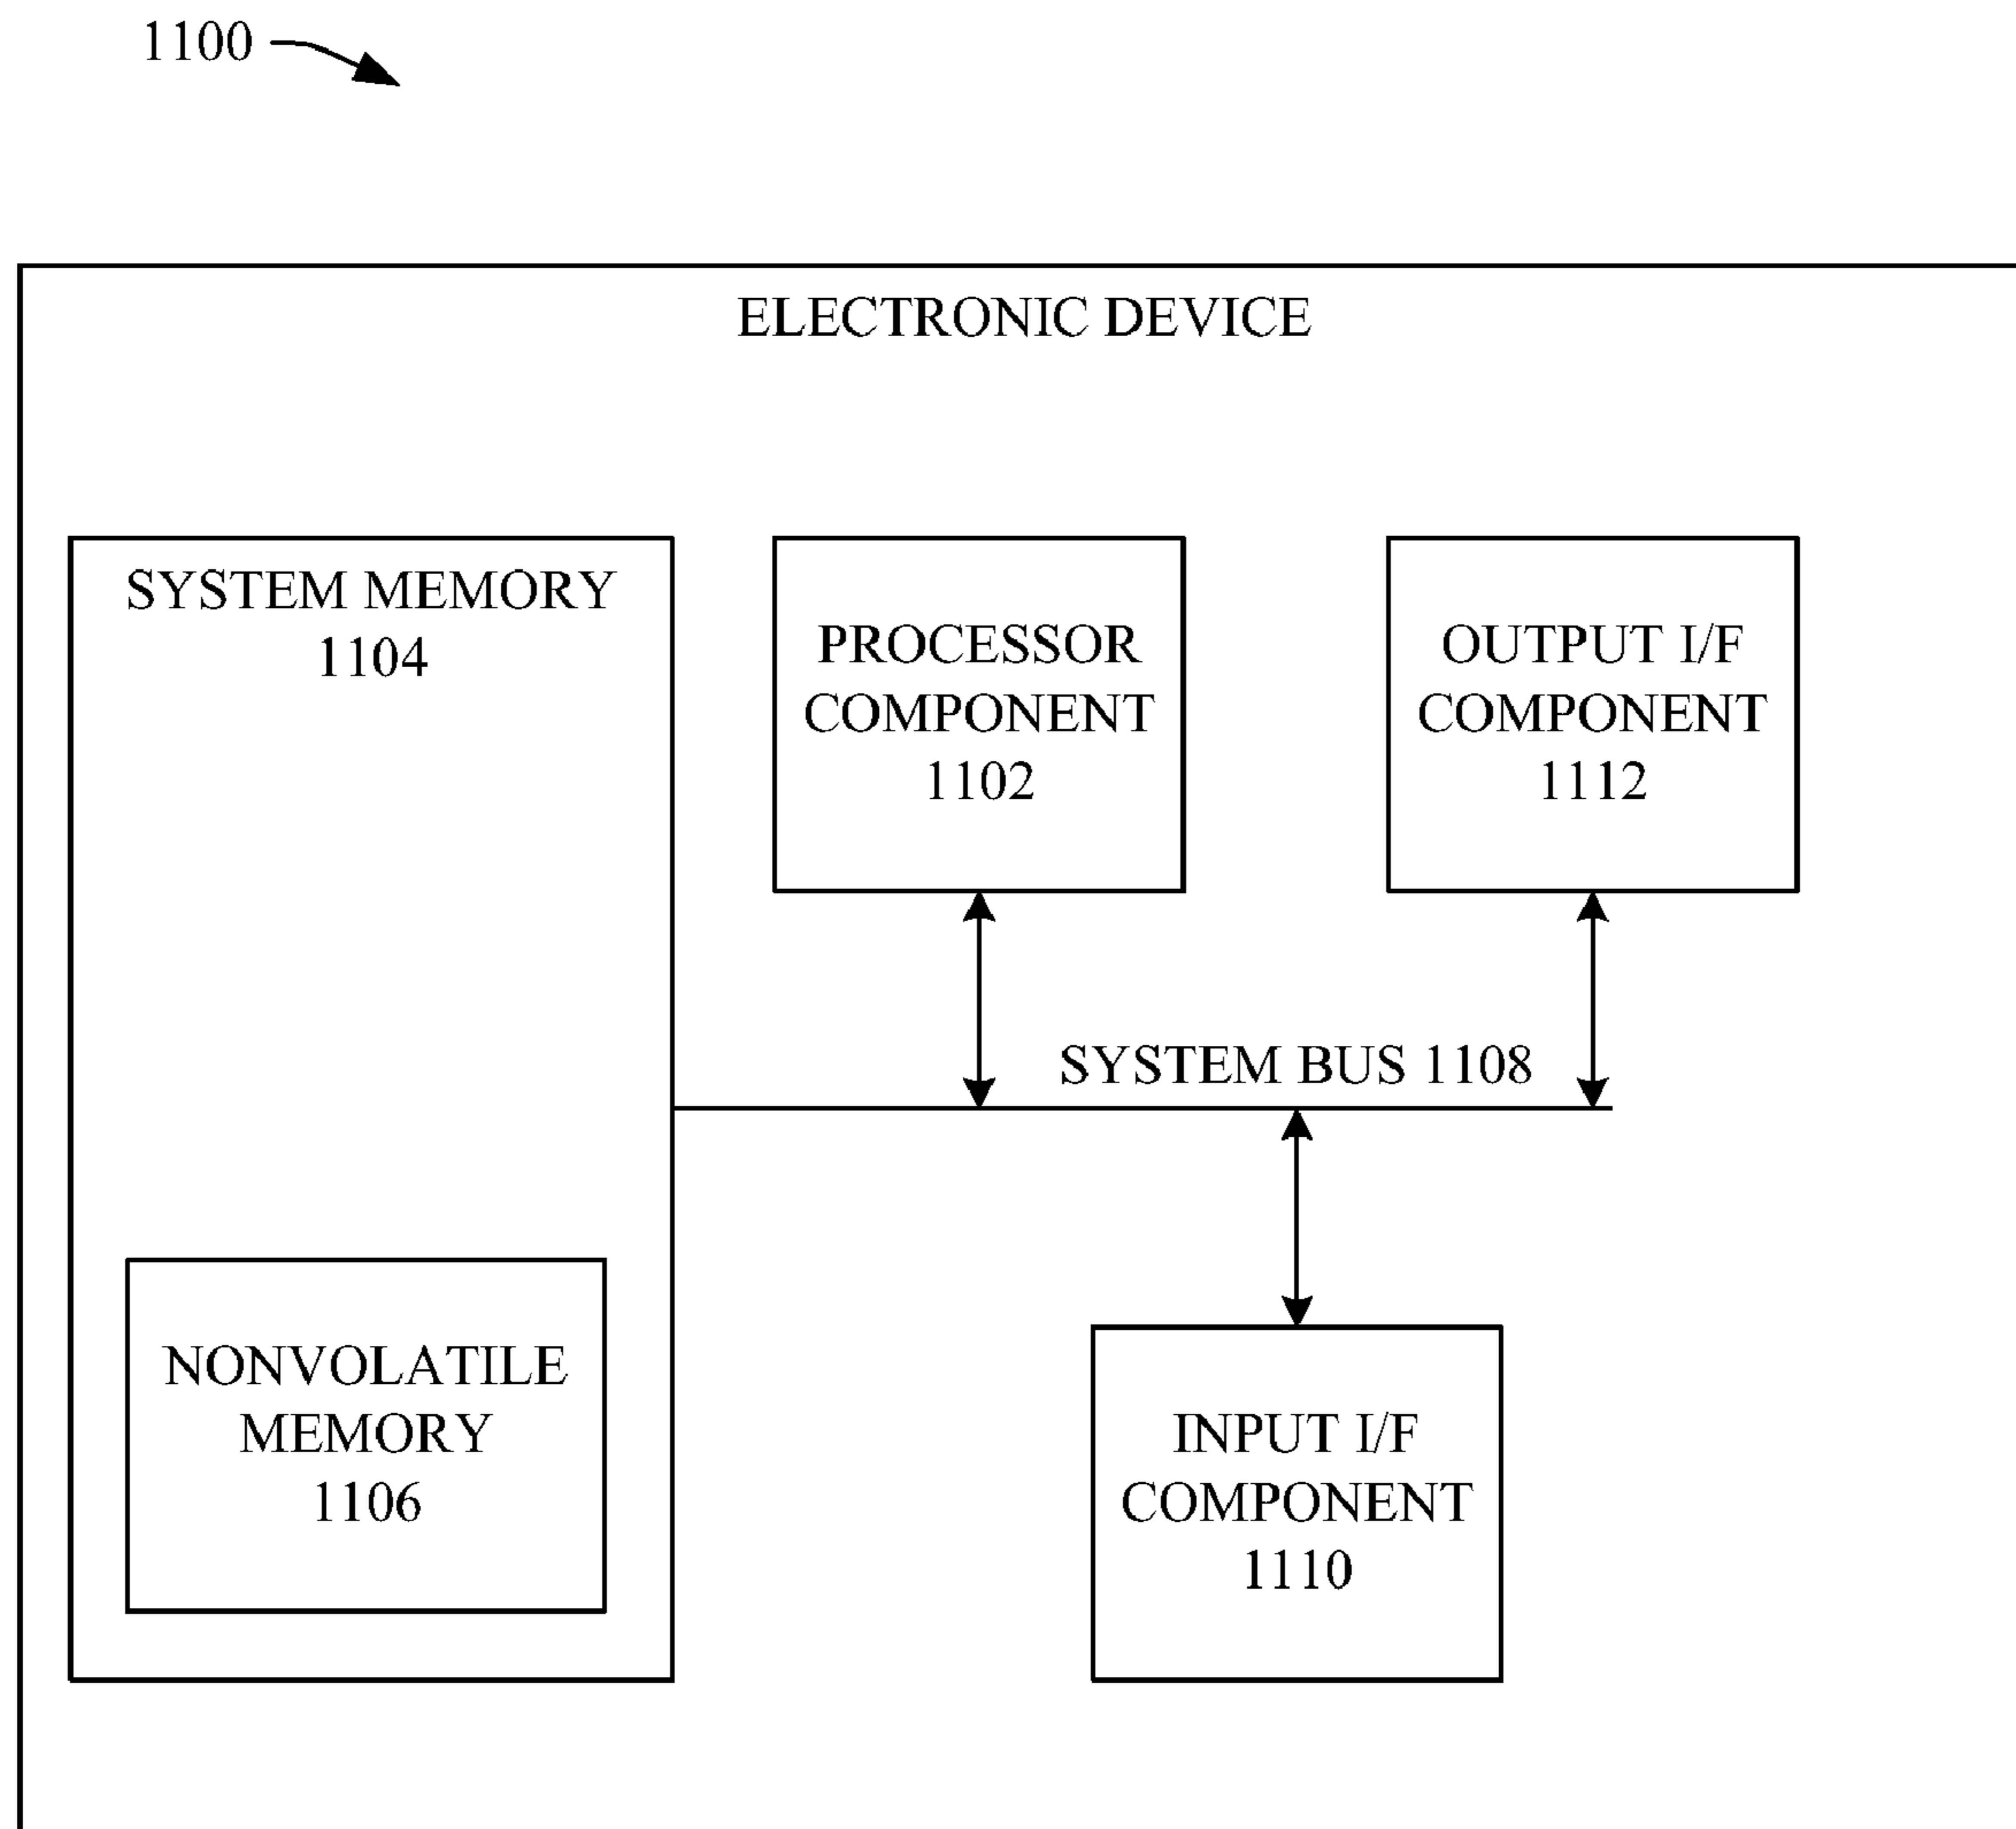 1100
ELECTRONIC DEVICE
SYSTEM MEMORY
1104
PROCESSOR
COMPONENT
1102
OUTPUT I/F
COMPONENT
1112
SYSTEM BUS 1108
NONVOLATILE
MEMORY
1106
INPUT I/F
COMPONENT
1110